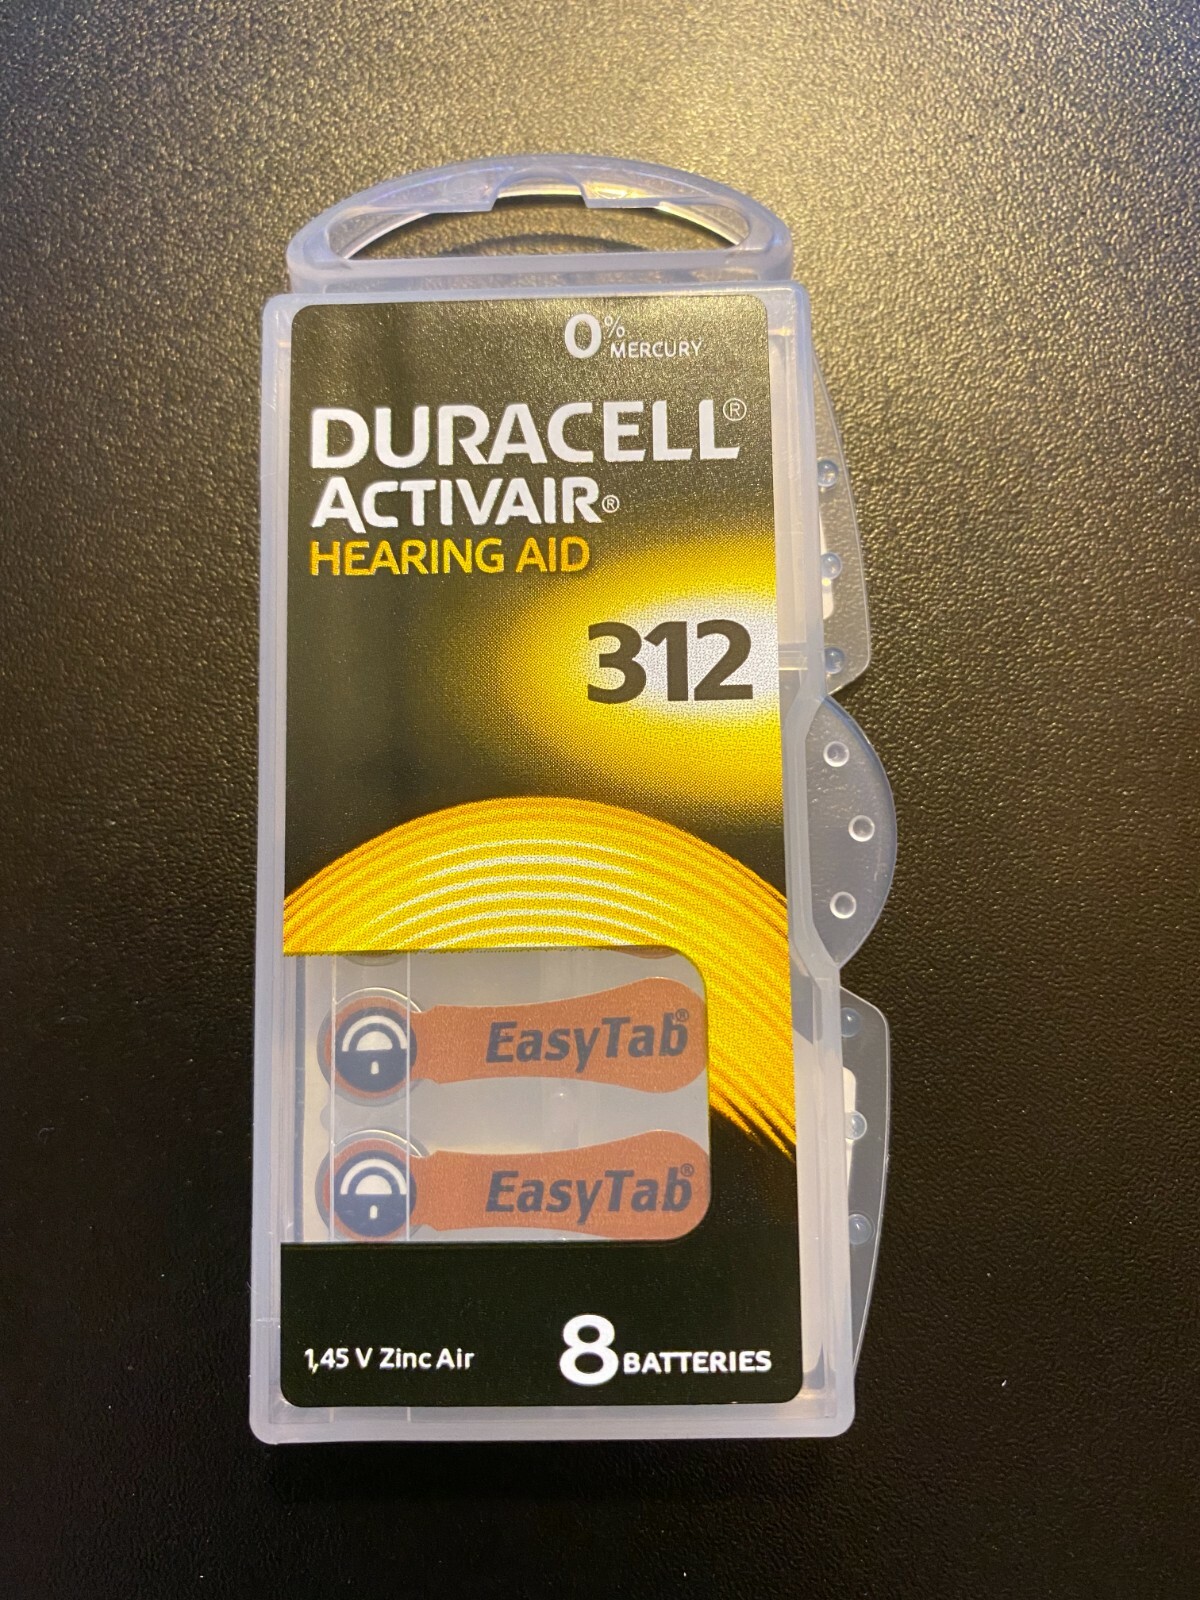 0% MERCURY
DURACELL®
ACTIVAIR®
HEARING AID
312
EasyTab®
EasyTab®
1,45 V Zinc Air
8 BATTERIES